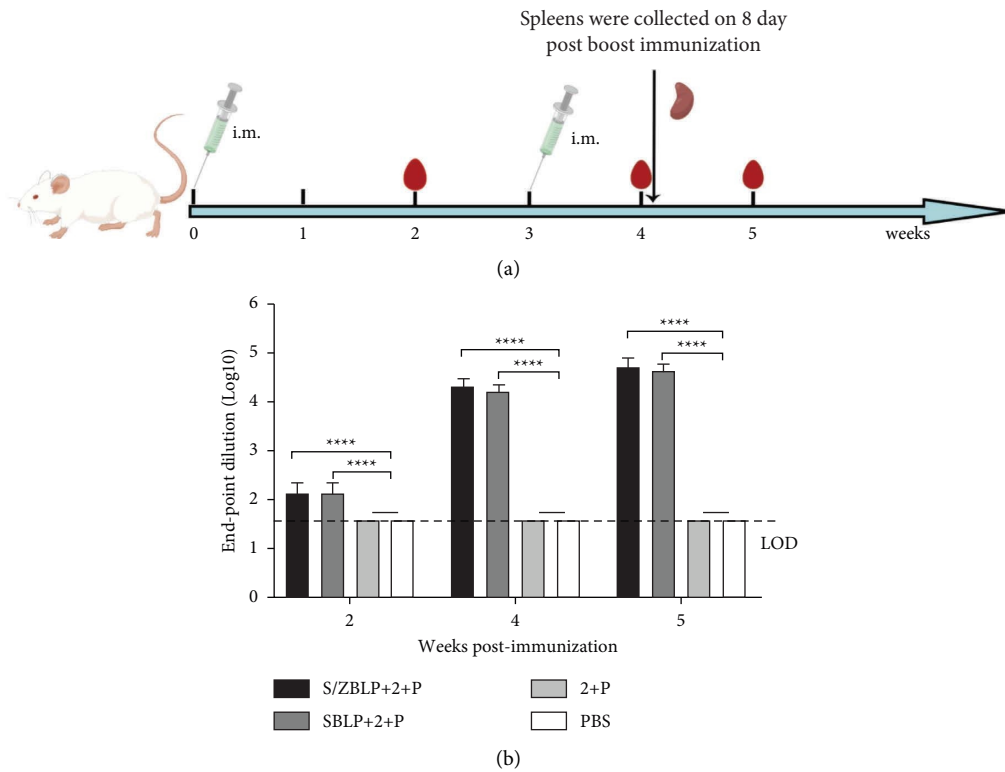 Spleens were collected on 8 day
post boost immunization
i.m.
i.m.
0
1
2
3
4
5
weeks
(a)
6
5
4
3
2
1
0
End-point dilution (Log10)
****
****
****
****
****
****
LOD
2
4
5
Weeks post-immunization
S/ZBLP+2+P
2+P
SBLP+2+P
PBS
(b)